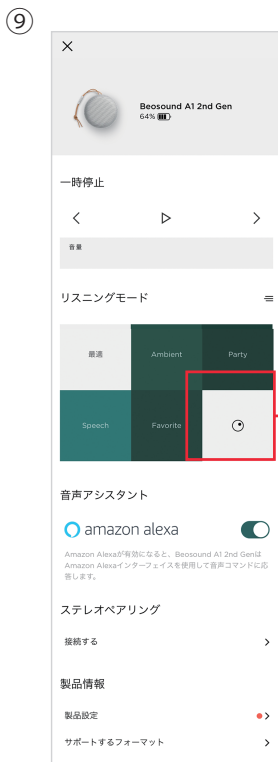 ⑨
Beosound A1 2nd Gen
64%
一時停止
音量
リスニングモード
最適
Ambient
Party
Speech
Favorite
音声アシスタント
amazon alexa
Amazon Alexaが有効になると、Beosound A1 2nd Genは
Amazon Alexaインターフェイスを使用して音声コマンドに応
答します。
ステレオペアリング
接続する
製品情報
製品設定
サポートするフォーマット